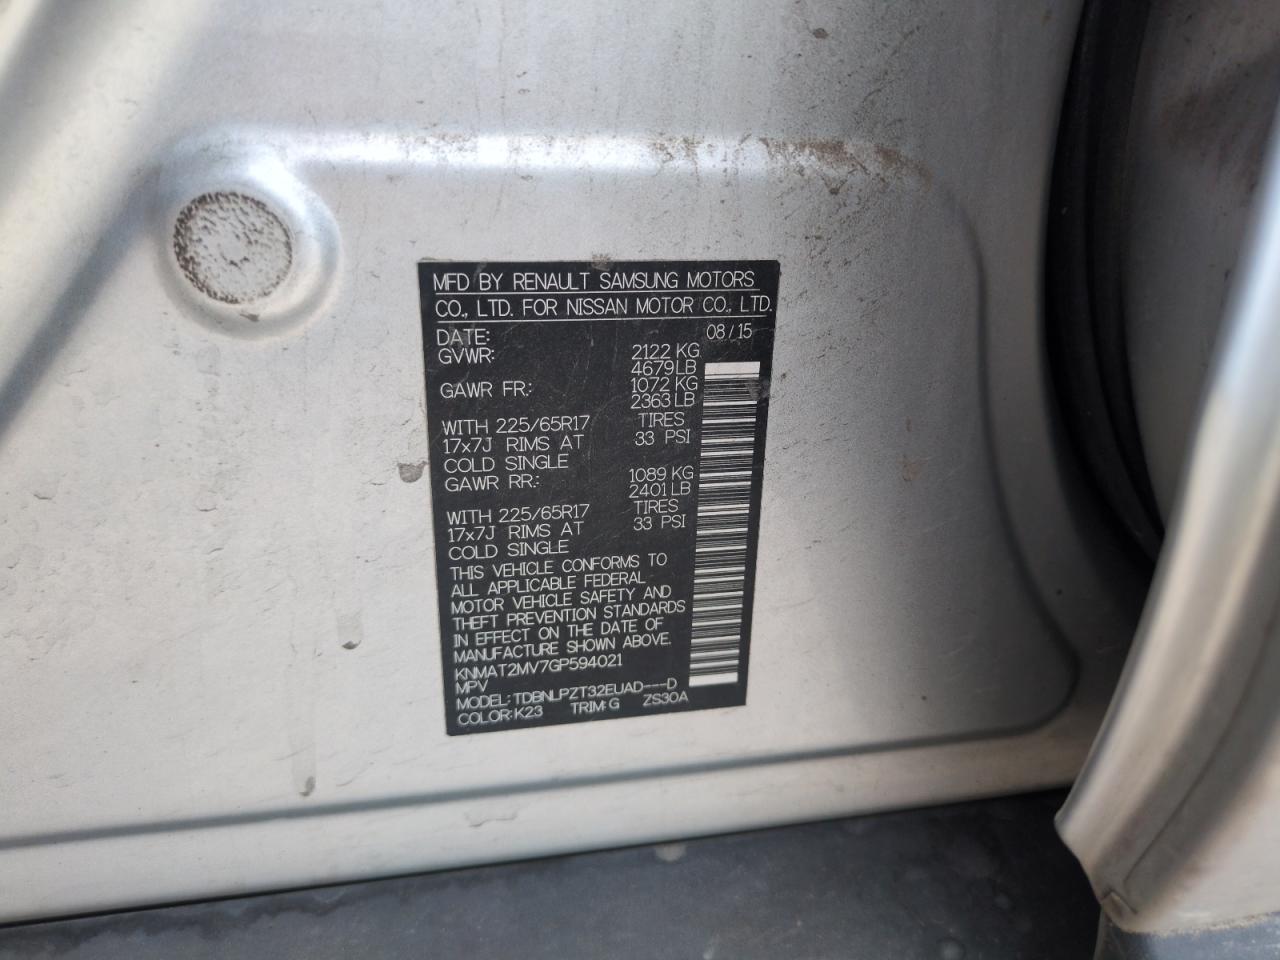 MFD BY RENAULT SAMSUNG MOTORS
CO., LTD. FOR NISSAN MOTOR CO., LTD.
DATE: 08/15
GVWR: 2122 KG
4679 LB
GAWR FR.: 1072 KG
2363 LB
WITH 225/65R17 TIRES
17x7J RIMS AT 33 PSI
COLD SINGLE
GAWR RR.: 1089 KG
2401 LB
WITH 225/65R17 TIRES
17x7J RIMS AT 33 PSI
COLD SINGLE
THIS VEHICLE CONFORMS TO
ALL APPLICABLE FEDERAL
MOTOR VEHICLE SAFETY AND
THEFT PREVENTION STANDARDS
IN EFFECT ON THE DATE OF
MANUFACTURE SHOWN ABOVE.
KNMAT2MV7GP594021
MPV
MODEL: TDBNLPZT32EUAD---D
COLOR: K23 TRIM: G ZS30A